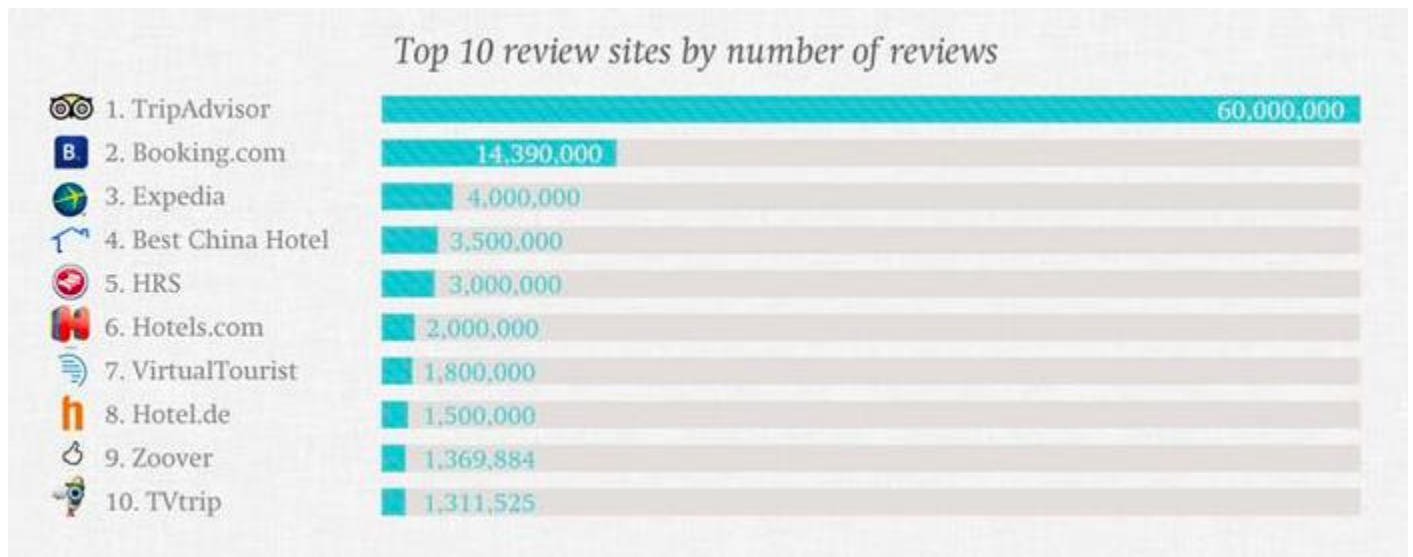 Top 10 review sites by number of reviews
1. TripAdvisor 60,000,000
B. 2. Booking.com 14,390,000
3. Expedia 4,000,000
4. Best China Hotel 3,500,000
5. HRS 3,000,000
6. Hotels.com 2,000,000
7. VirtualTourist 1,800,000
h 8. Hotel.de 1,500,000
9. Zoover 1,369,884
10. TVtrip 1,311,525